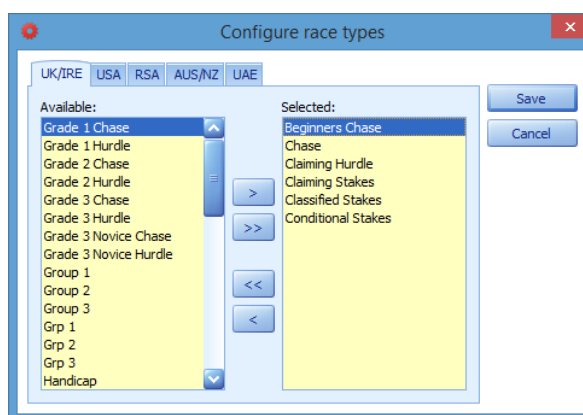 Configure race types
UK/IRE USA RSA AUS/NZ UAE
Available:
Grade 1 Chase
Grade 1 Hurdle
Grade 2 Chase
Grade 2 Hurdle
Grade 3 Chase
Grade 3 Hurdle
Grade 3 Novice Chase
Grade 3 Novice Hurdle
Group 1
Group 2
Group 3
Grp 1
Grp 2
Grp 3
Handicap
>
>>
<<
<
Selected:
Beginners Chase
Chase
Claiming Hurdle
Claiming Stakes
Classified Stakes
Conditional Stakes
Save
Cancel